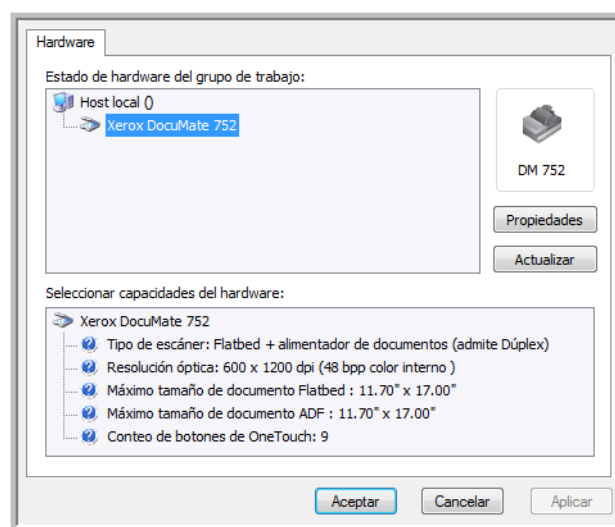 Hardware
Estado de hardware del grupo de trabajo:
Host local ()
Xerox DocuMate 752
DM 752
Propiedades
Actualizar
Seleccionar capacidades del hardware:
Xerox DocuMate 752
Tipo de escáner: Flatbed + alimentador de documentos (admite Dúplex)
Resolución óptica: 600 x 1200 dpi (48 bpp color interno )
Máximo tamaño de documento Flatbed : 11.70" x 17.00"
Máximo tamaño de documento ADF : 11.70" x 17.00"
Conteo de botones de OneTouch: 9
Aceptar Cancelar Aplicar